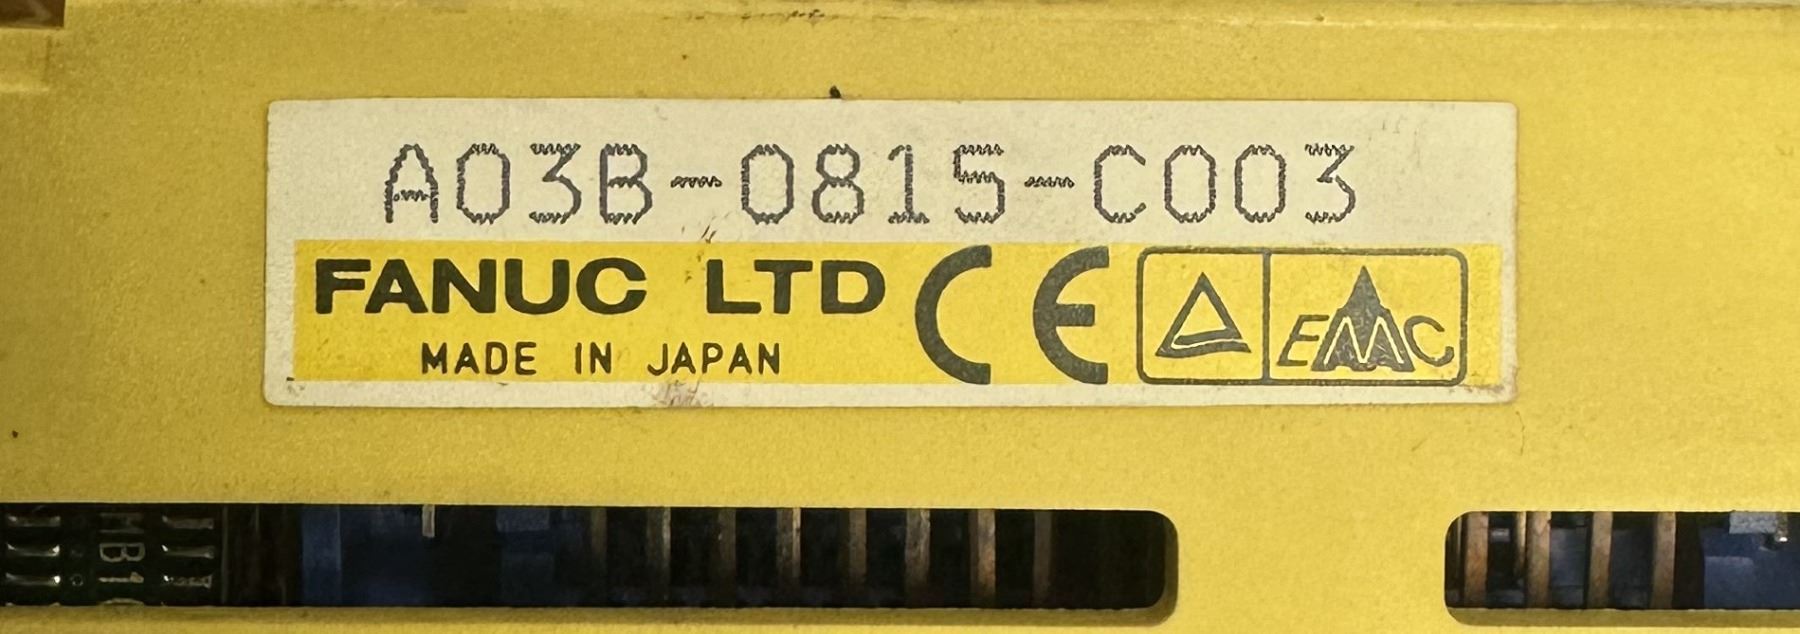 A03B-0815-C003
FANUC LTD CE EMC
MADE IN JAPAN